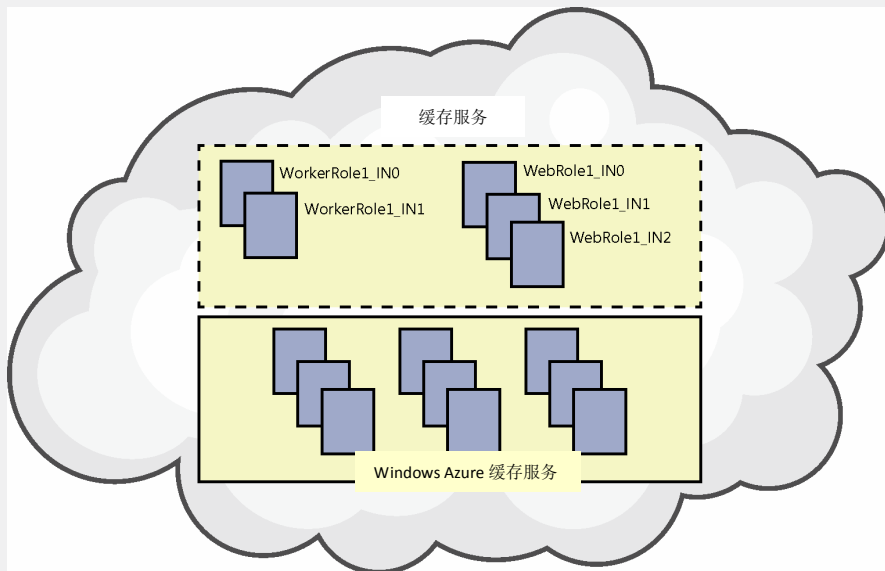 缓存服务
WorkerRole1_IN0
WorkerRole1_IN1
WebRole1_IN0
WebRole1_IN1
WebRole1_IN2
Windows Azure 缓存服务